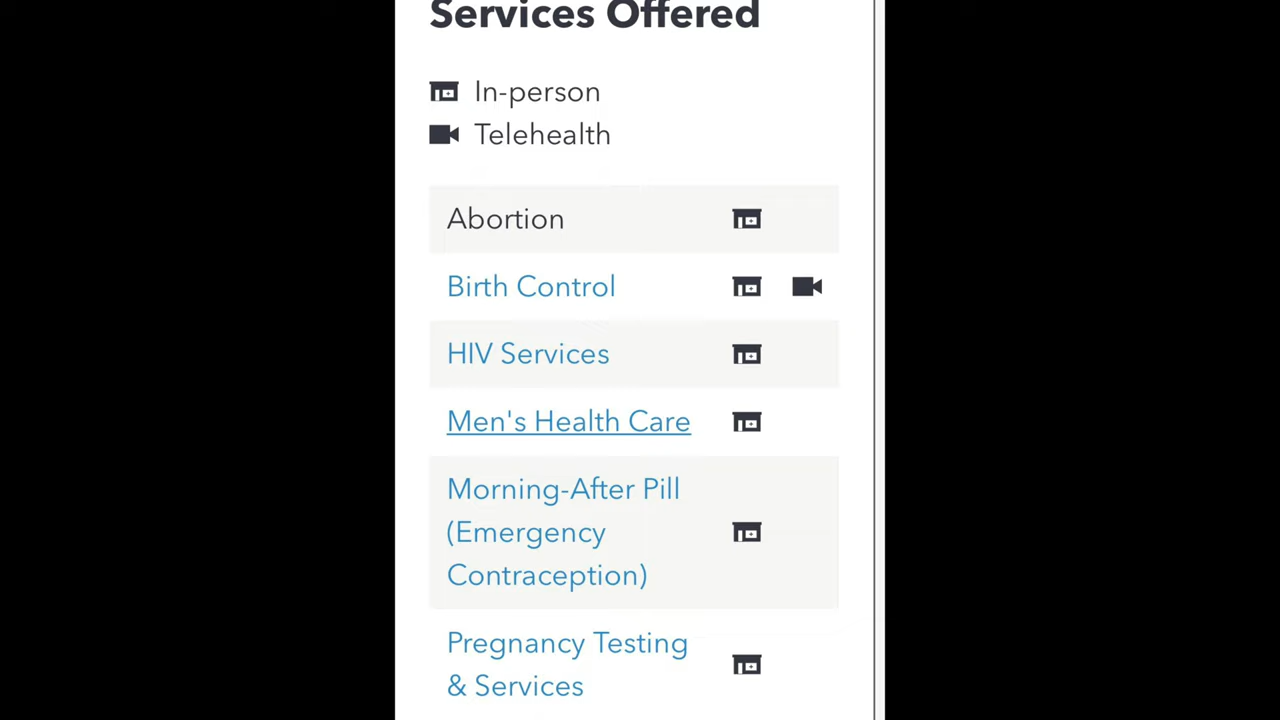 Services Offered
In-person
Telehealth
Abortion
Birth Control
HIV Services
Men's Health Care
Morning-After Pill
(Emergency
Contraception)
Pregnancy Testing
& Services